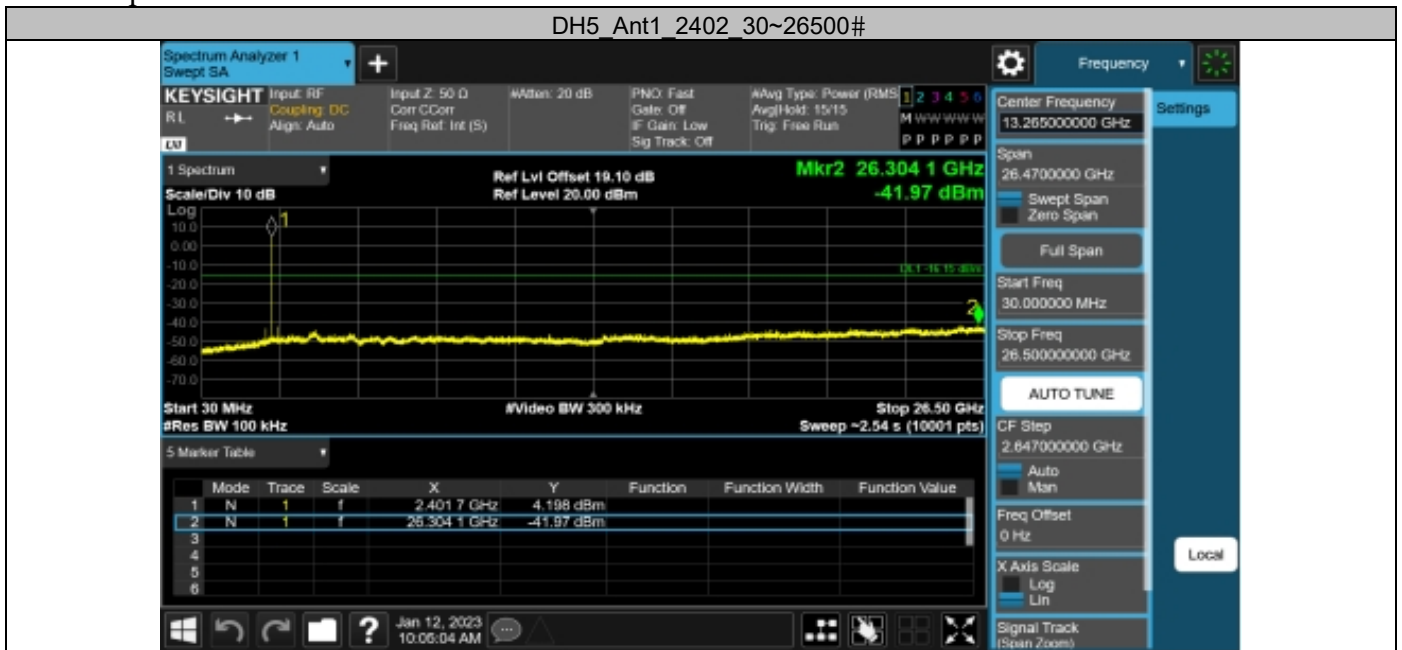 DH5_Ant1_2402_30~26500#
Spectrum Analyzer 1
Swept SA
Frequency
KEYSIGHT
RL
Input: RF
Coupling: DC
Align: Auto
Input Z: 50 Ω
Corr CCorr
Freq Ref: Int (S)
#Atten: 20 dB
PNO: Fast
Gate: Off
IF Gain: Low
Sig Track: Off
#Avg Type: Power (RMS
Avg|Hold: 15/15
Trig: Free Run
1 2 3 4 5 6
M W W W W W
P P P P P P
LXI
1 Spectrum
Scale/Div 10 dB
Ref Lvl Offset 19.10 dB
Ref Level 20.00 dBm
Mkr2 26.304 1 GHz
-41.97 dBm
Log
1
10.0
0.00
-10.0
DL1 -16.15 dBm
-20.0
-30.0
2
-40.0
-50.0
-60.0
-70.0
Start 30 MHz
#Video BW 300 kHz
Stop 26.50 GHz
#Res BW 100 kHz
Sweep ~2.54 s (10001 pts)
5 Marker Table
Mode Trace Scale X Y Function Function Width Function Value
1 N 1 f 2.401 7 GHz 4.198 dBm
2 N 1 f 26.304 1 GHz -41.97 dBm
3
4
5
6
Jan 12, 2023
10:05:04 AM
Center Frequency
13.265000000 GHz
Settings
Span
26.4700000 GHz
Swept Span
Zero Span
Full Span
Start Freq
30.000000 MHz
Stop Freq
26.500000000 GHz
AUTO TUNE
CF Step
2.647000000 GHz
Auto
Man
Freq Offset
0 Hz
Local
X Axis Scale
Log
Lin
Signal Track
(Span Zoom)